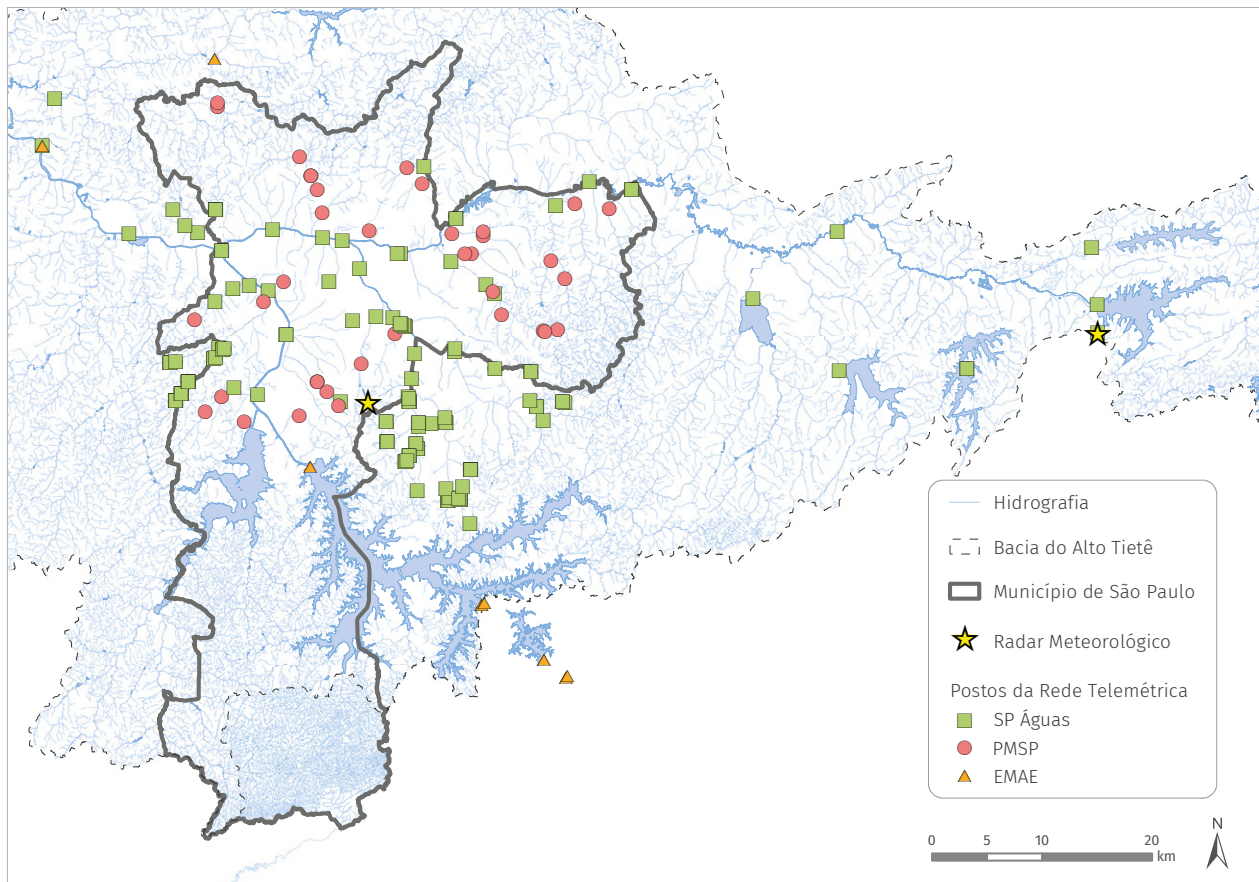 Hidrografia
Bacia do Alto Tietê
Município de São Paulo
Radar Meteorológico
Postos da Rede Telemétrica
SP Águas
PMSP
EMAE
0 5 10 20
km
N